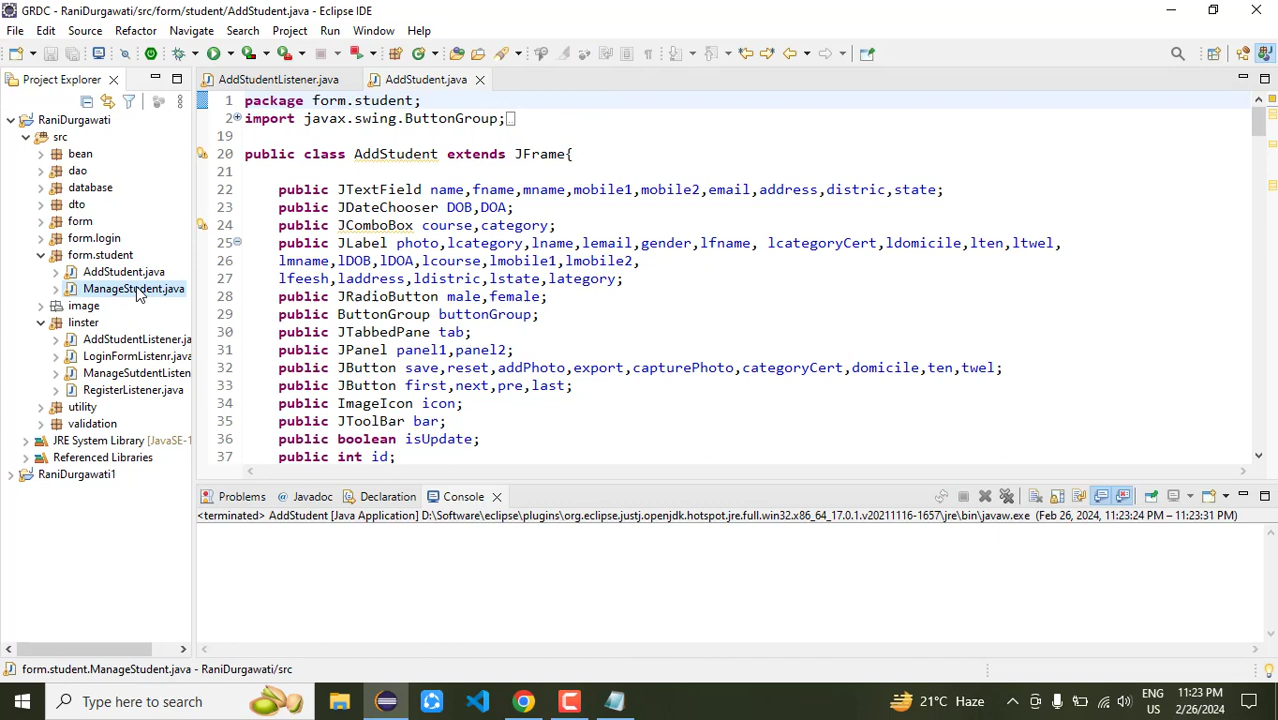 GRDC - RaniDurgawati/src/form/student/AddStudent.java - Eclipse IDE
File Edit Source Refactor Navigate Search Project Run Window Help
Project Explorer
AddStudentListener.java
AddStudent.java
RaniDurgawati
src
bean
dao
database
dto
form
form.login
form.student
AddStudent.java
ManageStudent.java
image
linster
AddStudentListener.ja
LoginFormListenr.java
ManageSutdentListen
RegisterListener.java
utility
validation
JRE System Library [JavaSE-1
Referenced Libraries
RaniDurgawati1
1 package form.student;
2 import javax.swing.ButtonGroup;
19
20 public class AddStudent extends JFrame{
21
22 public JTextField name,fname,mname,mobile1,mobile2,email,address,distric,state;
23 public JDateChooser DOB,DOA;
24 public JComboBox course,category;
25 public JLabel photo,lcategory,lname,lemail,gender,lfname, lcategoryCert,ldomicile,lten,ltwel,
26 lmname,lDOB,lDOA,lcourse,lmobile1,lmobile2,
27 lfeesh,laddress,ldistric,lstate,lategory;
28 public JRadioButton male,female;
29 public ButtonGroup buttonGroup;
30 public JTabbedPane tab;
31 public JPanel panel1,panel2;
32 public JButton save,reset,addPhoto,export,capturePhoto,categoryCert,domicile,ten,twel;
33 public JButton first,next,pre,last;
34 public ImageIcon icon;
35 public JToolBar bar;
36 public boolean isUpdate;
37 public int id;
Problems Javadoc Declaration Console
<terminated> AddStudent [Java Application] D:\Software\eclipse\plugins\org.eclipse.justj.openjdk.hotspot.jre.full.win32.x86_64_17.0.1.v20211116-1657\jre\bin\javaw.exe (Feb 26, 2024, 11:23:24 PM – 11:23:31 PM)
form.student.ManageStudent.java - RaniDurgawati/src
Type here to search
21°C Haze
ENG
US
11:23 PM
2/26/2024